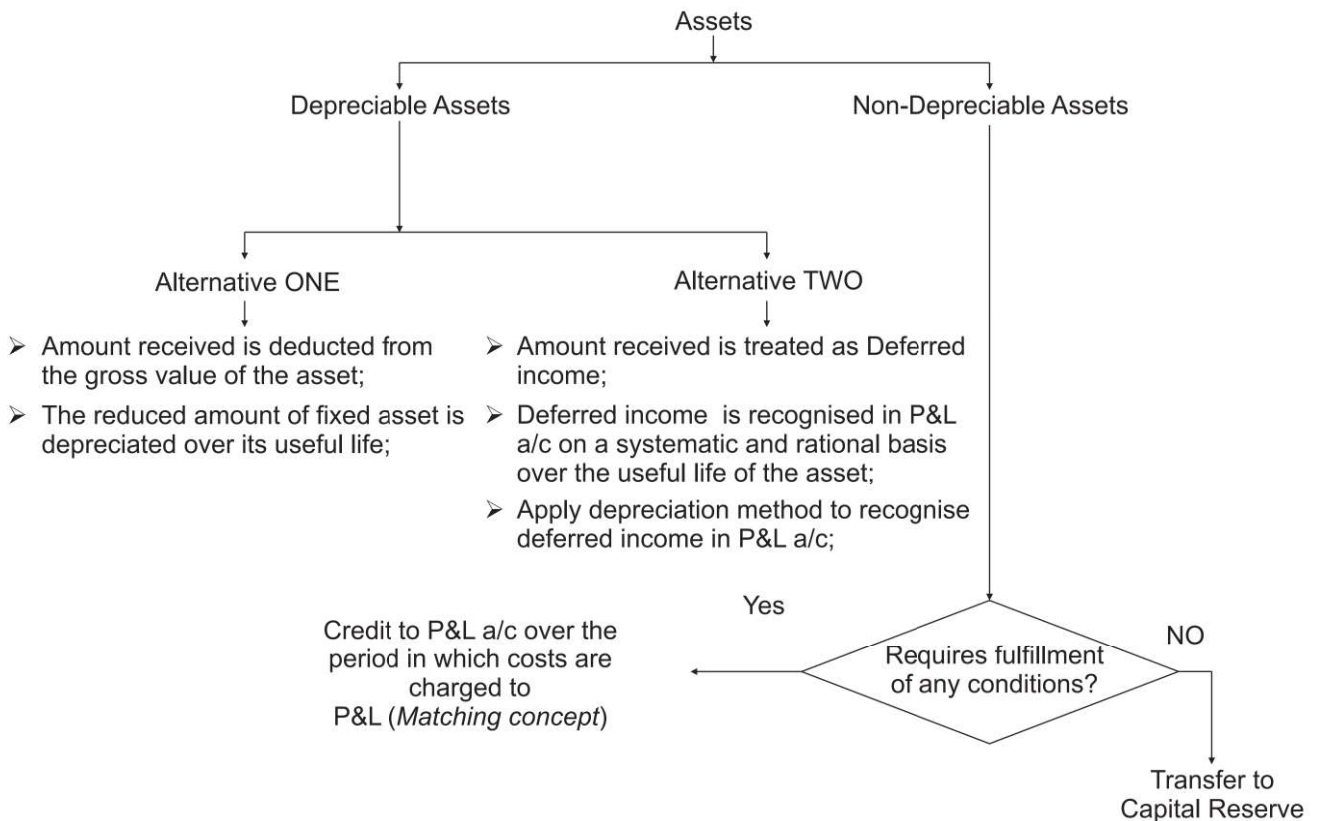 Assets
Depreciable Assets
Non-Depreciable Assets
Alternative ONE
➢ Amount received is deducted from
the gross value of the asset;
➢ The reduced amount of fixed asset is
depreciated over its useful life;
Alternative TWO
➢ Amount received is treated as Deferred
income;
➢ Deferred income is recognised in P&L
a/c on a systematic and rational basis
over the useful life of the asset;
➢ Apply depreciation method to recognise
deferred income in P&L a/c;
Requires fulfillment
of any conditions?
Yes
Credit to P&L a/c over the
period in which costs are
charged to
P&L (Matching concept)
NO
Transfer to
Capital Reserve